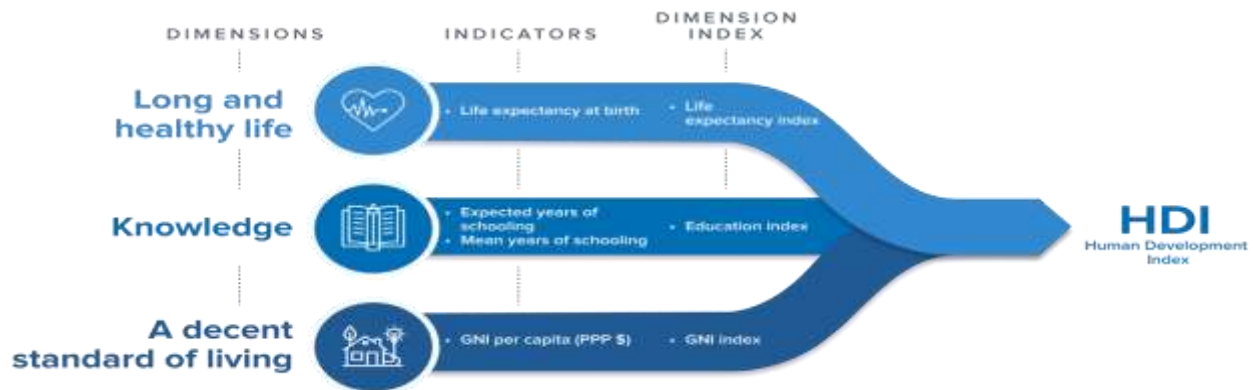 DIMENSIONS
INDICATORS
DIMENSION
INDEX
Long and
healthy life
• Life expectancy at birth
• Life
expectancy index
Knowledge
• Expected years of
schooling
• Mean years of schooling
• Education index
A decent
standard of living
• GNI per capita (PPP $)
• GNI index
HDI
Human Development
Index